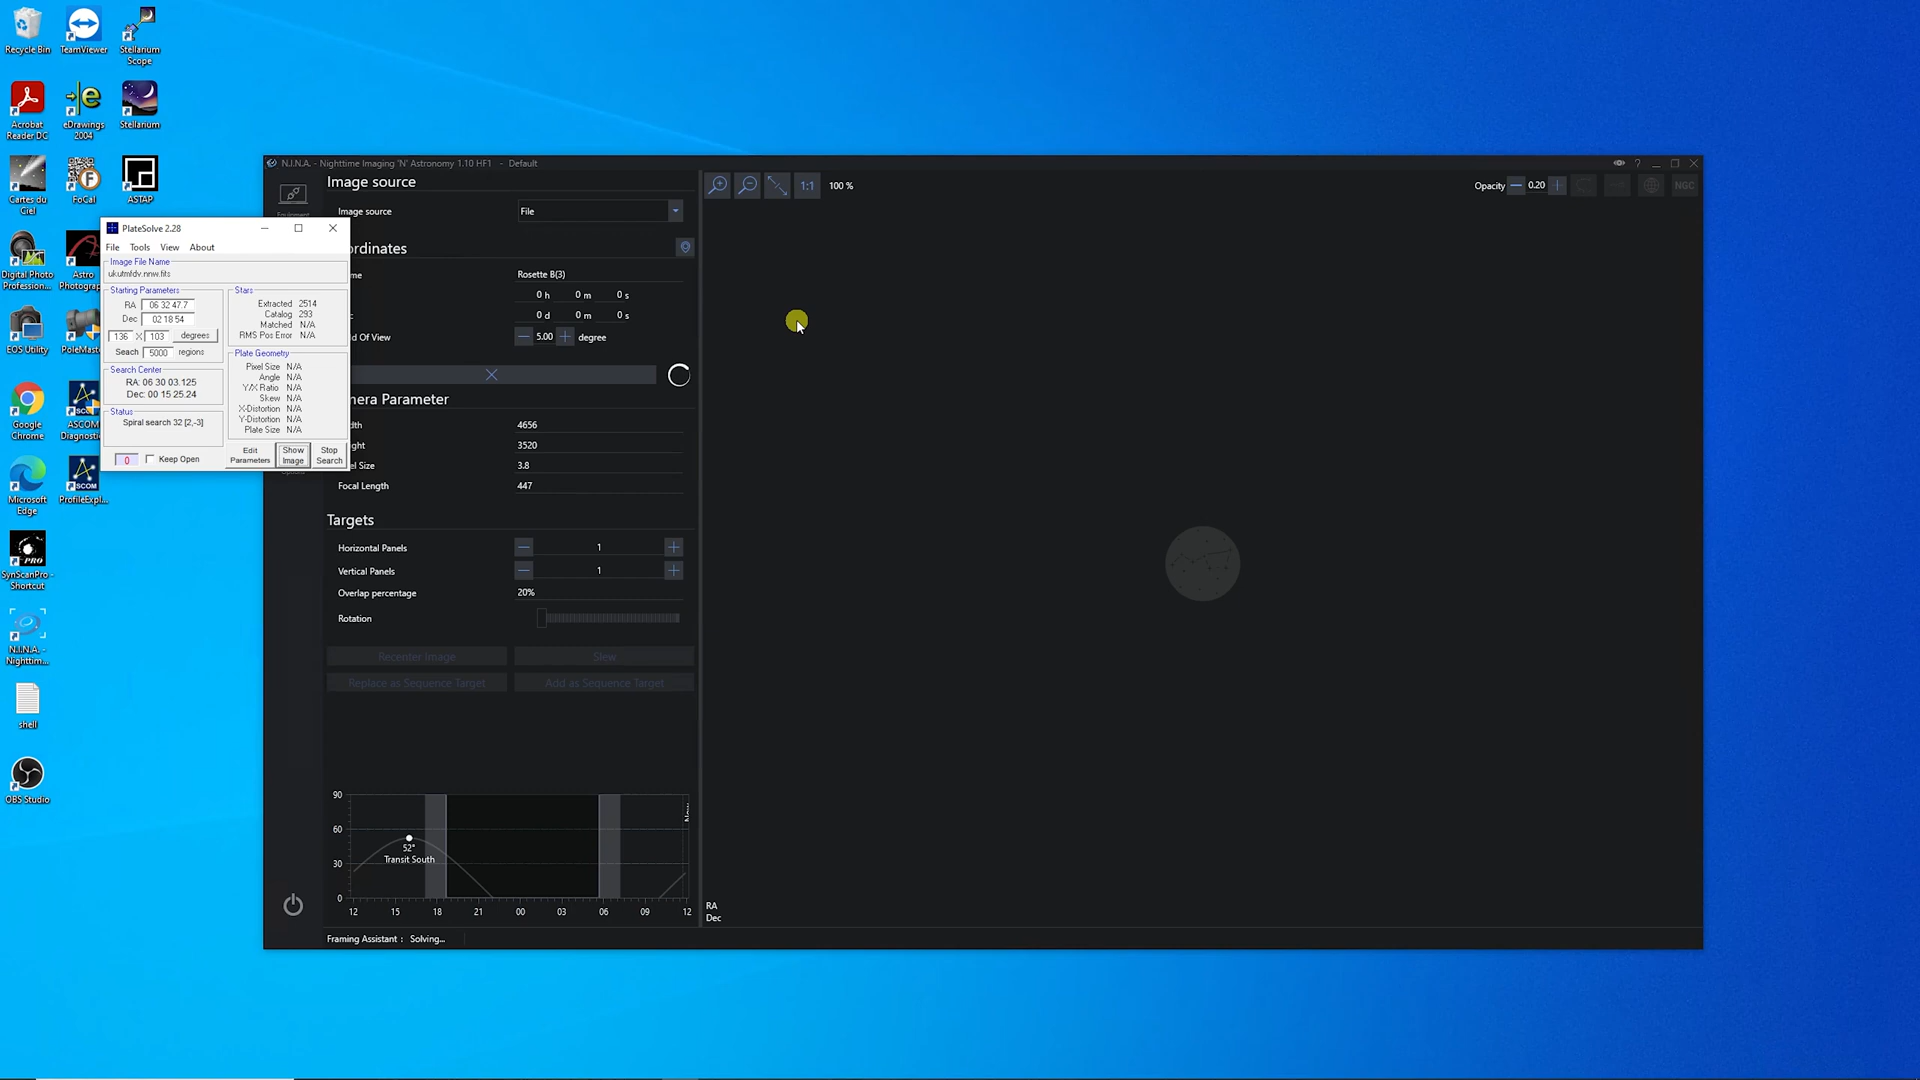 Recycle Bin
TeamViewer
Stellarium
Scope
Acrobat
Reader DC
eDrawings
2004
Stellarium
Cartes du
Ciel
FoCal
ASTAP
Digital Photo
Profession...
Astro
Photograp
EOS Utility
PoleMast
Google
Chrome
ASCOM
Diagnostic
Microsoft
Edge
ProfileExpl...
SynScanPro -
Shortcut
N.I.N.A. -
Nighttim...
shell
OBS Studio
PlateSolve 2.28
File Tools View About
Image File Name
ukutmfdv.nnw.fits
Starting Parameters
RA 06 32 47.7
Dec 02 18 54
136 X 103 degrees
Seach 5000 regions
Search Center
RA: 06 30 03.125
Dec: 00 15 25.24
Status
Spiral search 32 [2,-3]
0 Keep Open
Stars
Extracted 2514
Catalog 293
Matched N/A
RMS Pos Error N/A
Plate Geometry
Pixel Size N/A
Angle N/A
Y/X Ratio N/A
Skew N/A
X-Distortion N/A
Y-Distortion N/A
Plate Size N/A
Edit
Parameters
Show
Image
Stop
Search
N.I.N.A. - Nighttime Imaging 'N' Astronomy 1.10 HF1 - Default
Image source
Image source File
ordinates
me Rosette B(3)
0 h 0 m 0 s
c 0 d 0 m 0 s
ld Of View 5.00 degree
mera Parameter
dth 4656
ight 3520
el Size 3.8
Focal Length 447
Targets
Horizontal Panels 1
Vertical Panels 1
Overlap percentage 20%
Rotation
Recenter Image Slew
Replace as Sequence Target Add as Sequence Target
90
60
30
0
52°
Transit South
Now
12 15 18 21 00 03 06 09 12
Framing Assistant : Solving...
100 %
Opacity 0.20 NGC
RA
Dec